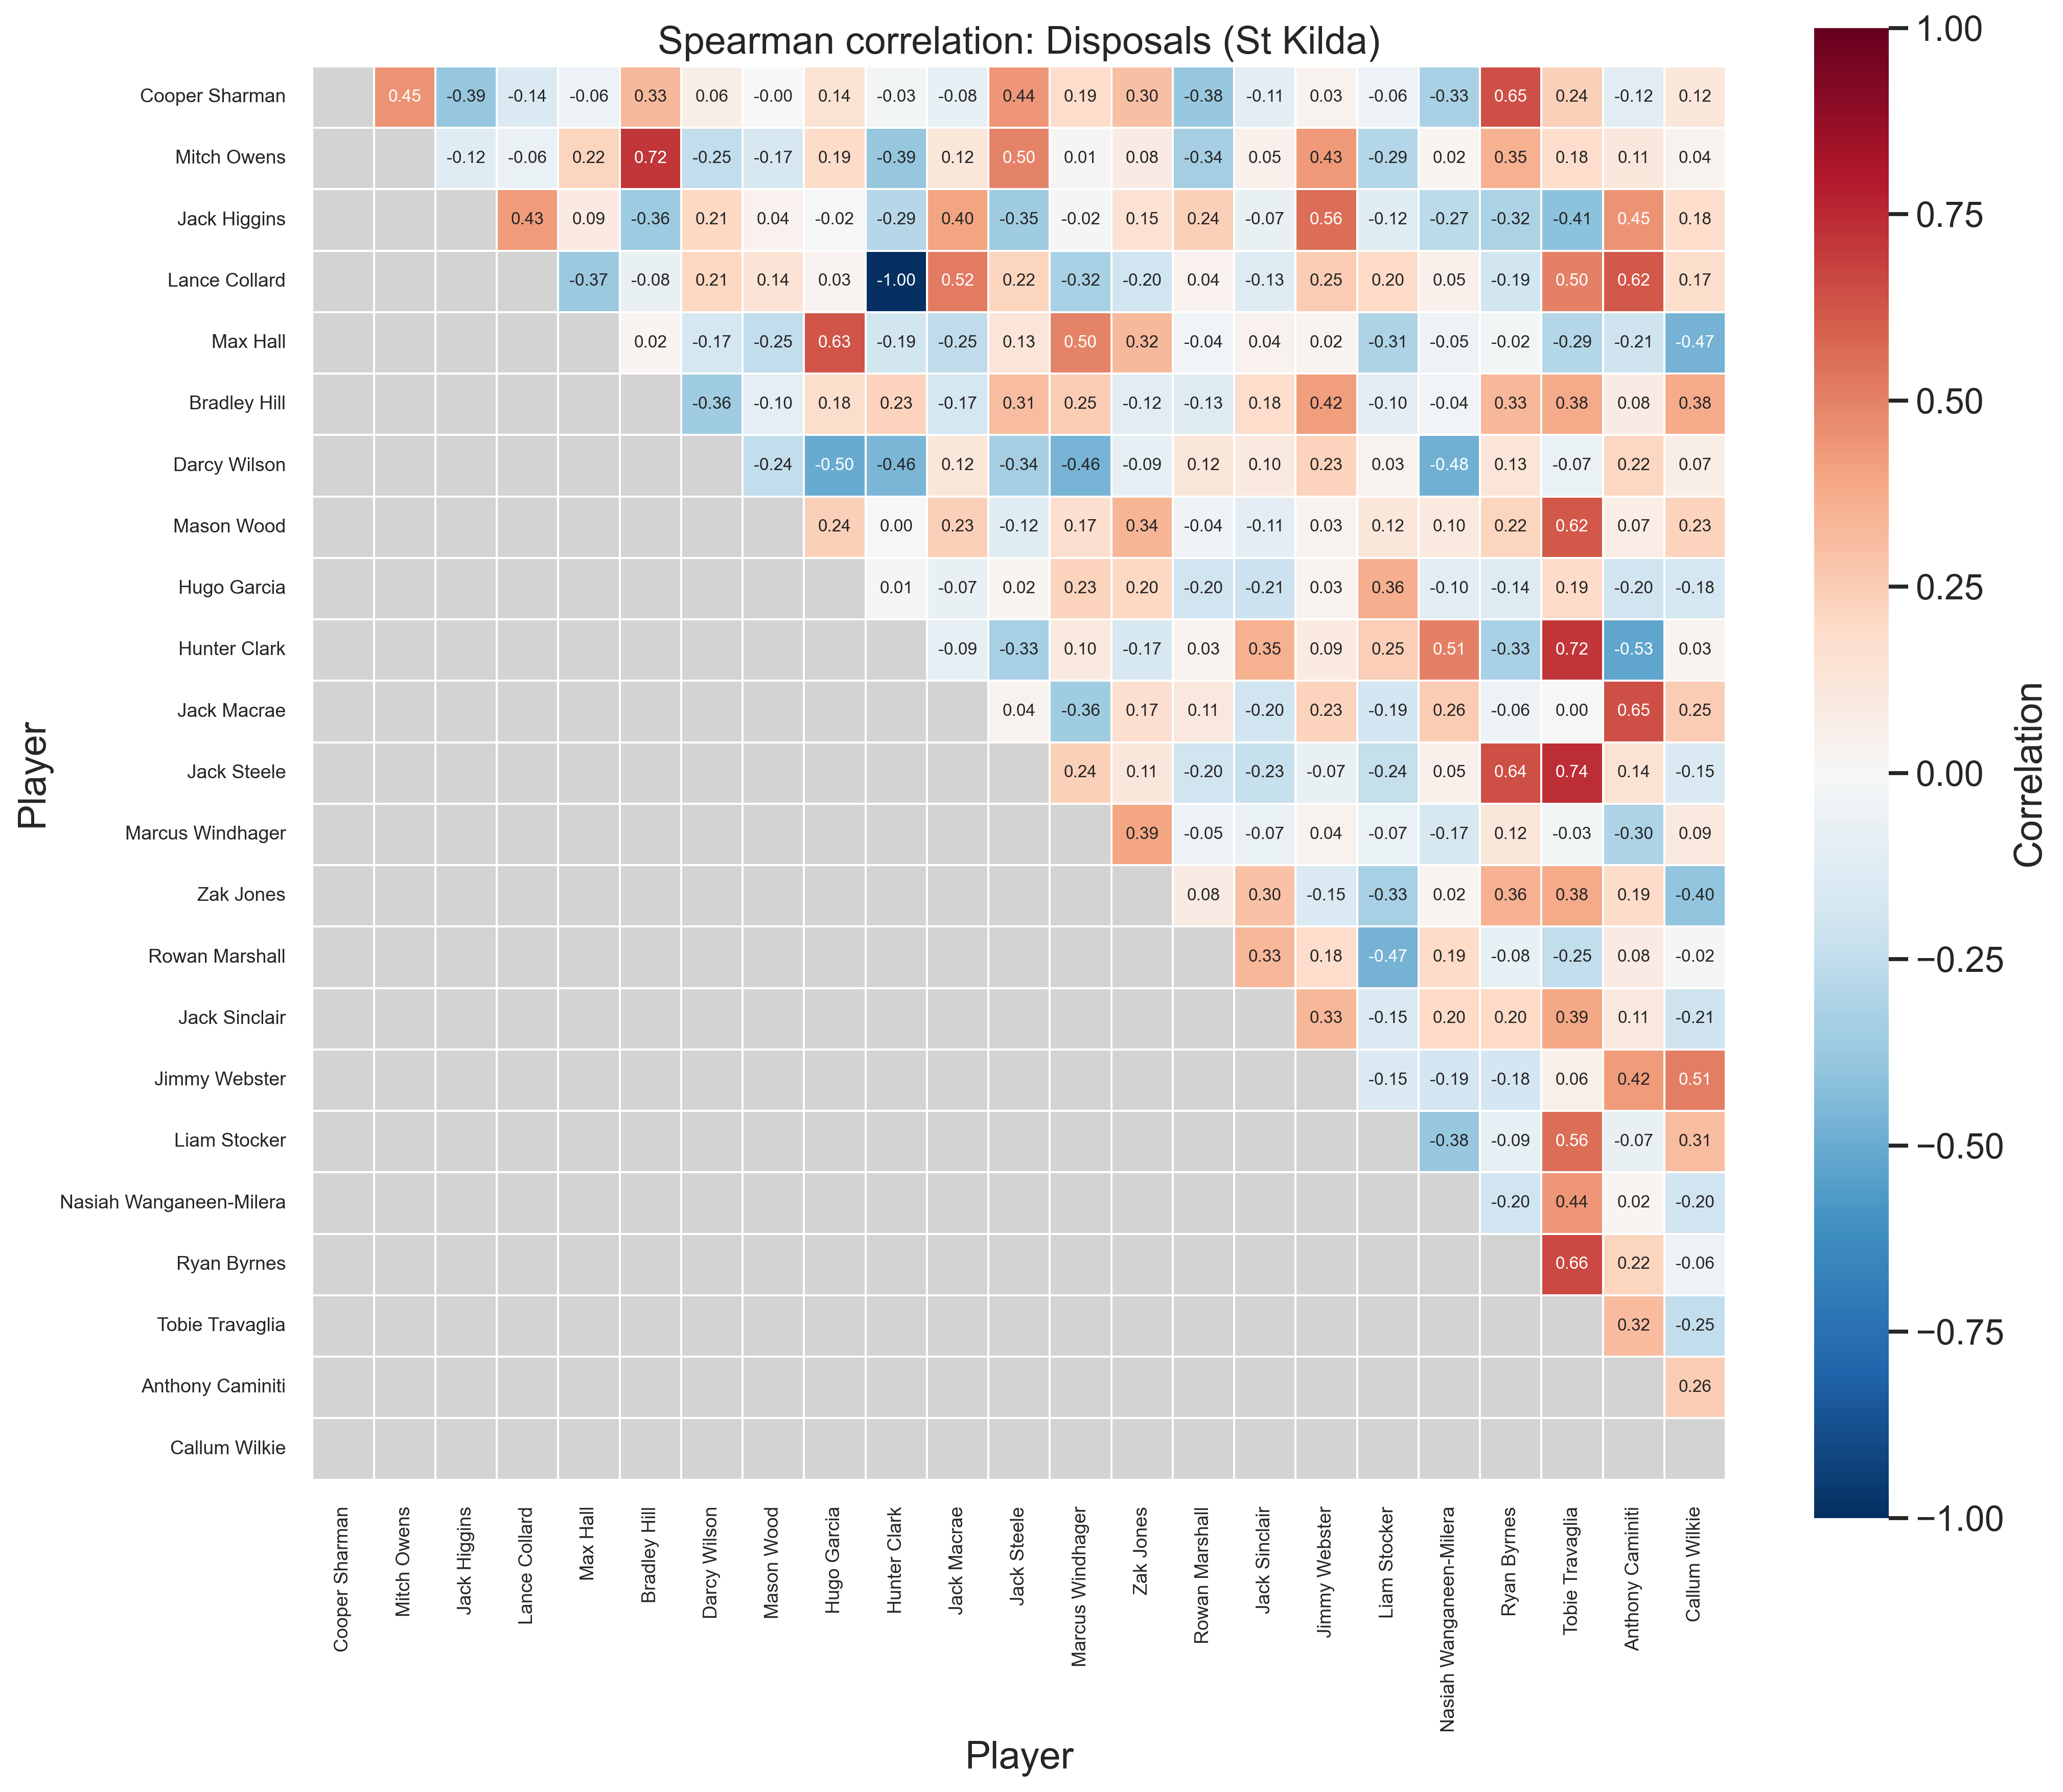 Spearman correlation: Disposals (St Kilda)
Cooper Sharman 0.45 -0.39 -0.14 -0.06 0.33 0.06 -0.00 0.14 -0.03 -0.08 0.44 0.19 0.30 -0.38 -0.11 0.03 -0.06 -0.33 0.65 0.24 -0.12 0.12
Mitch Owens -0.12 -0.06 0.22 0.72 -0.25 -0.17 0.19 -0.39 0.12 0.50 0.01 0.08 -0.34 0.05 0.43 -0.29 0.02 0.35 0.18 0.11 0.04
Jack Higgins 0.43 0.09 -0.36 0.21 0.04 -0.02 -0.29 0.40 -0.35 -0.02 0.15 0.24 -0.07 0.56 -0.12 -0.27 -0.32 -0.41 0.45 0.18
Lance Collard -0.37 -0.08 0.21 0.14 0.03 -1.00 0.52 0.22 -0.32 -0.20 0.04 -0.13 0.25 0.20 0.05 -0.19 0.50 0.62 0.17
Max Hall 0.02 -0.17 -0.25 0.63 -0.19 -0.25 0.13 0.50 0.32 -0.04 0.04 0.02 -0.31 -0.05 -0.02 -0.29 -0.21 -0.47
Bradley Hill -0.36 -0.10 0.18 0.23 -0.17 0.31 0.25 -0.12 -0.13 0.18 0.42 -0.10 -0.04 0.33 0.38 0.08 0.38
Darcy Wilson -0.24 -0.50 -0.46 0.12 -0.34 -0.46 -0.09 0.12 0.10 0.23 0.03 -0.48 0.13 -0.07 0.22 0.07
Mason Wood 0.24 0.00 0.23 -0.12 0.17 0.34 -0.04 -0.11 0.03 0.12 0.10 0.22 0.62 0.07 0.23
Hugo Garcia 0.01 -0.07 0.02 0.23 0.20 -0.20 -0.21 0.03 0.36 -0.10 -0.14 0.19 -0.20 -0.18
Hunter Clark -0.09 -0.33 0.10 -0.17 0.03 0.35 0.09 0.25 0.51 -0.33 0.72 -0.53 0.03
Jack Macrae 0.04 -0.36 0.17 0.11 -0.20 0.23 -0.19 0.26 -0.06 0.00 0.65 0.25
Jack Steele 0.24 0.11 -0.20 -0.23 -0.07 -0.24 0.05 0.64 0.74 0.14 -0.15
Marcus Windhager 0.39 -0.05 -0.07 0.04 -0.07 -0.17 0.12 -0.03 -0.30 0.09
Zak Jones 0.08 0.30 -0.15 -0.33 0.02 0.36 0.38 0.19 -0.40
Rowan Marshall 0.33 0.18 -0.47 0.19 -0.08 -0.25 0.08 -0.02
Jack Sinclair 0.33 -0.15 0.20 0.20 0.39 0.11 -0.21
Jimmy Webster -0.15 -0.19 -0.18 0.06 0.42 0.51
Liam Stocker -0.38 -0.09 0.56 -0.07 0.31
Nasiah Wanganeen-Milera -0.20 0.44 0.02 -0.20
Ryan Byrnes 0.66 0.22 -0.06
Tobie Travaglia 0.32 -0.25
Anthony Caminiti 0.26
Callum Wilkie
Player
Cooper Sharman
Mitch Owens
Jack Higgins
Lance Collard
Max Hall
Bradley Hill
Darcy Wilson
Mason Wood
Hugo Garcia
Hunter Clark
Jack Macrae
Jack Steele
Marcus Windhager
Zak Jones
Rowan Marshall
Jack Sinclair
Jimmy Webster
Liam Stocker
Nasiah Wanganeen-Milera
Ryan Byrnes
Tobie Travaglia
Anthony Caminiti
Callum Wilkie
Player
1.00
0.75
0.50
0.25
0.00
−0.25
−0.50
−0.75
−1.00
Correlation